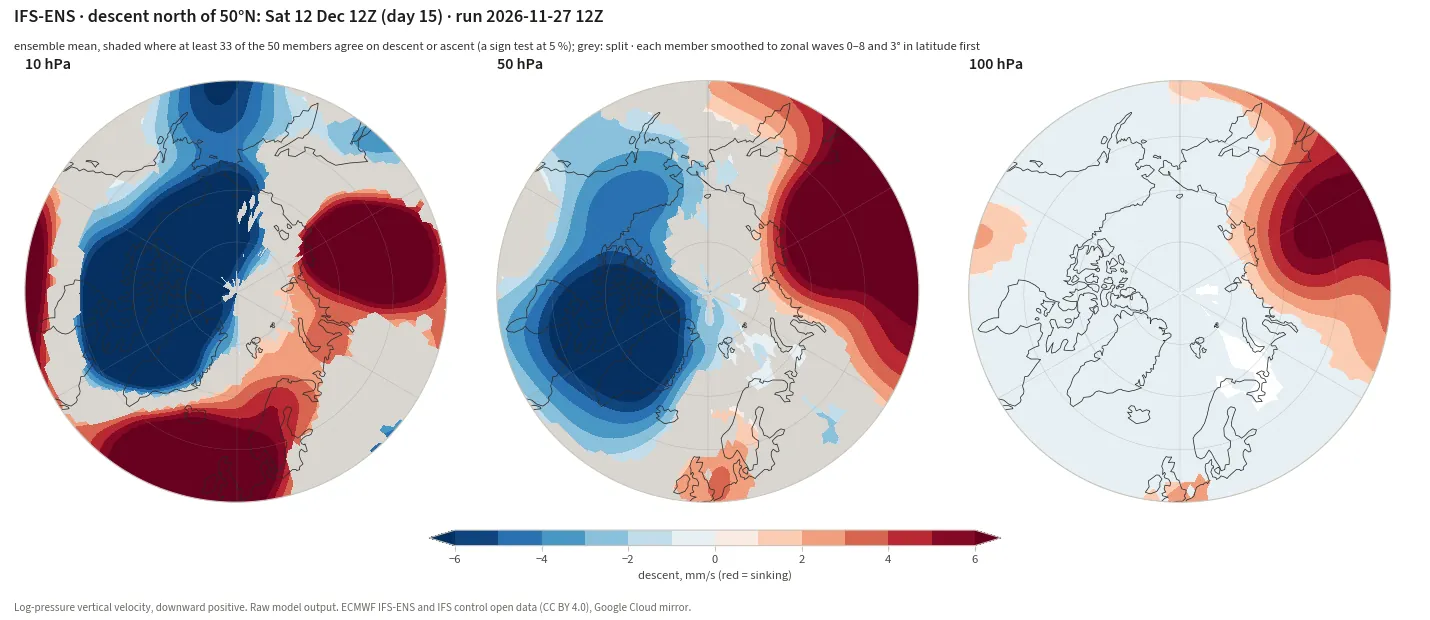 IFS-ENS · descent north of 50°N: Sat 12 Dec 12Z (day 15) · run 2026-11-27 12Z
ensemble mean, shaded where at least 33 of the 50 members agree on descent or ascent (a sign test at 5 %); grey: split · each member smoothed to zonal waves 0–8 and 3° in latitude first
10 hPa
50 hPa
100 hPa
−6 −4 −2 0 2 4 6
descent, mm/s (red = sinking)
Log-pressure vertical velocity, downward positive. Raw model output. ECMWF IFS-ENS and IFS control open data (CC BY 4.0), Google Cloud mirror.